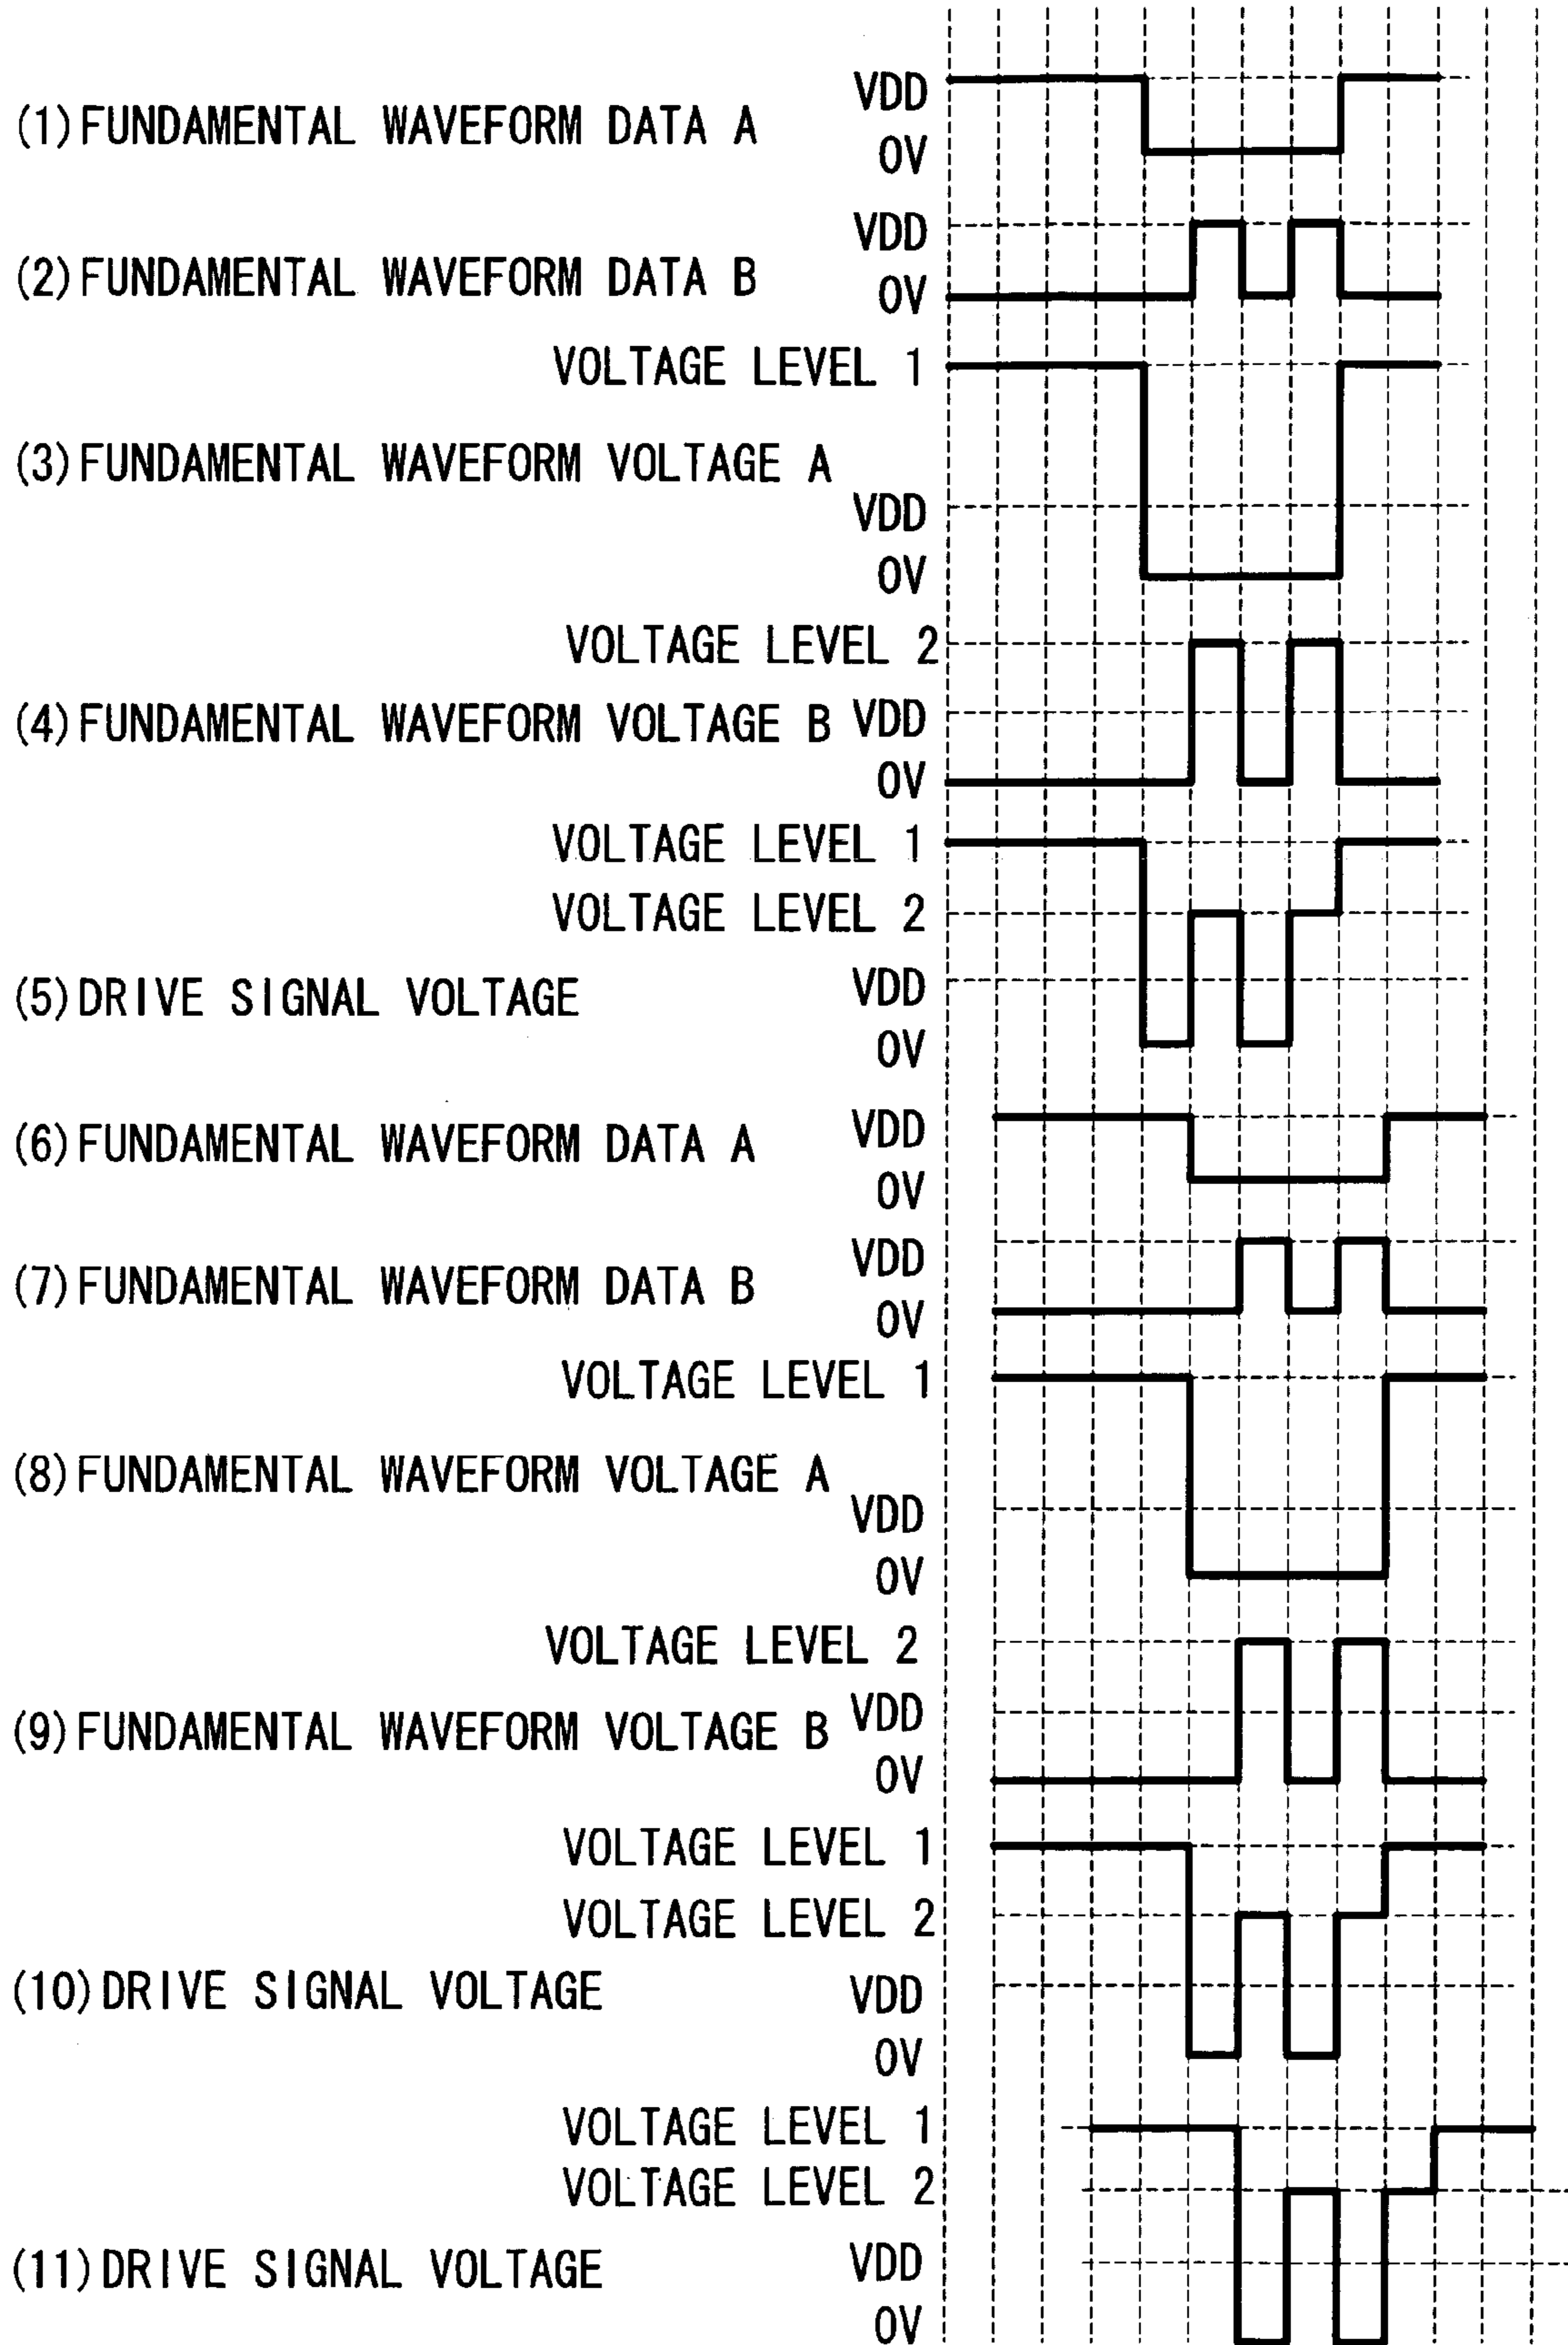 VDD
(1)FUNDAMENTAL WAVEFORM DATA A
0V
VDD
(2)FUNDAMENTAL WAVEFORM DATA B
0V
VOLTAGE LEVEL 1
(3)FUNDAMENTAL WAVEFORM VOLTAGE A
VDD
0V
VOLTAGE LEVEL 2
(4)FUNDAMENTAL WAVEFORM VOLTAGE B VDD
0V
VOLTAGE LEVEL 1
VOLTAGE LEVEL 2
(5)DRIVE SIGNAL VOLTAGE VDD
0V
VDD
(6)FUNDAMENTAL WAVEFORM DATA A
0V
VDD
(7)FUNDAMENTAL WAVEFORM DATA B
0V
VOLTAGE LEVEL 1
(8)FUNDAMENTAL WAVEFORM VOLTAGE A
VDD
0V
VOLTAGE LEVEL 2
(9)FUNDAMENTAL WAVEFORM VOLTAGE B VDD
0V
VOLTAGE LEVEL 1
VOLTAGE LEVEL 2
(10)DRIVE SIGNAL VOLTAGE VDD
0V
VOLTAGE LEVEL 1
VOLTAGE LEVEL 2
(11)DRIVE SIGNAL VOLTAGE VDD
0V